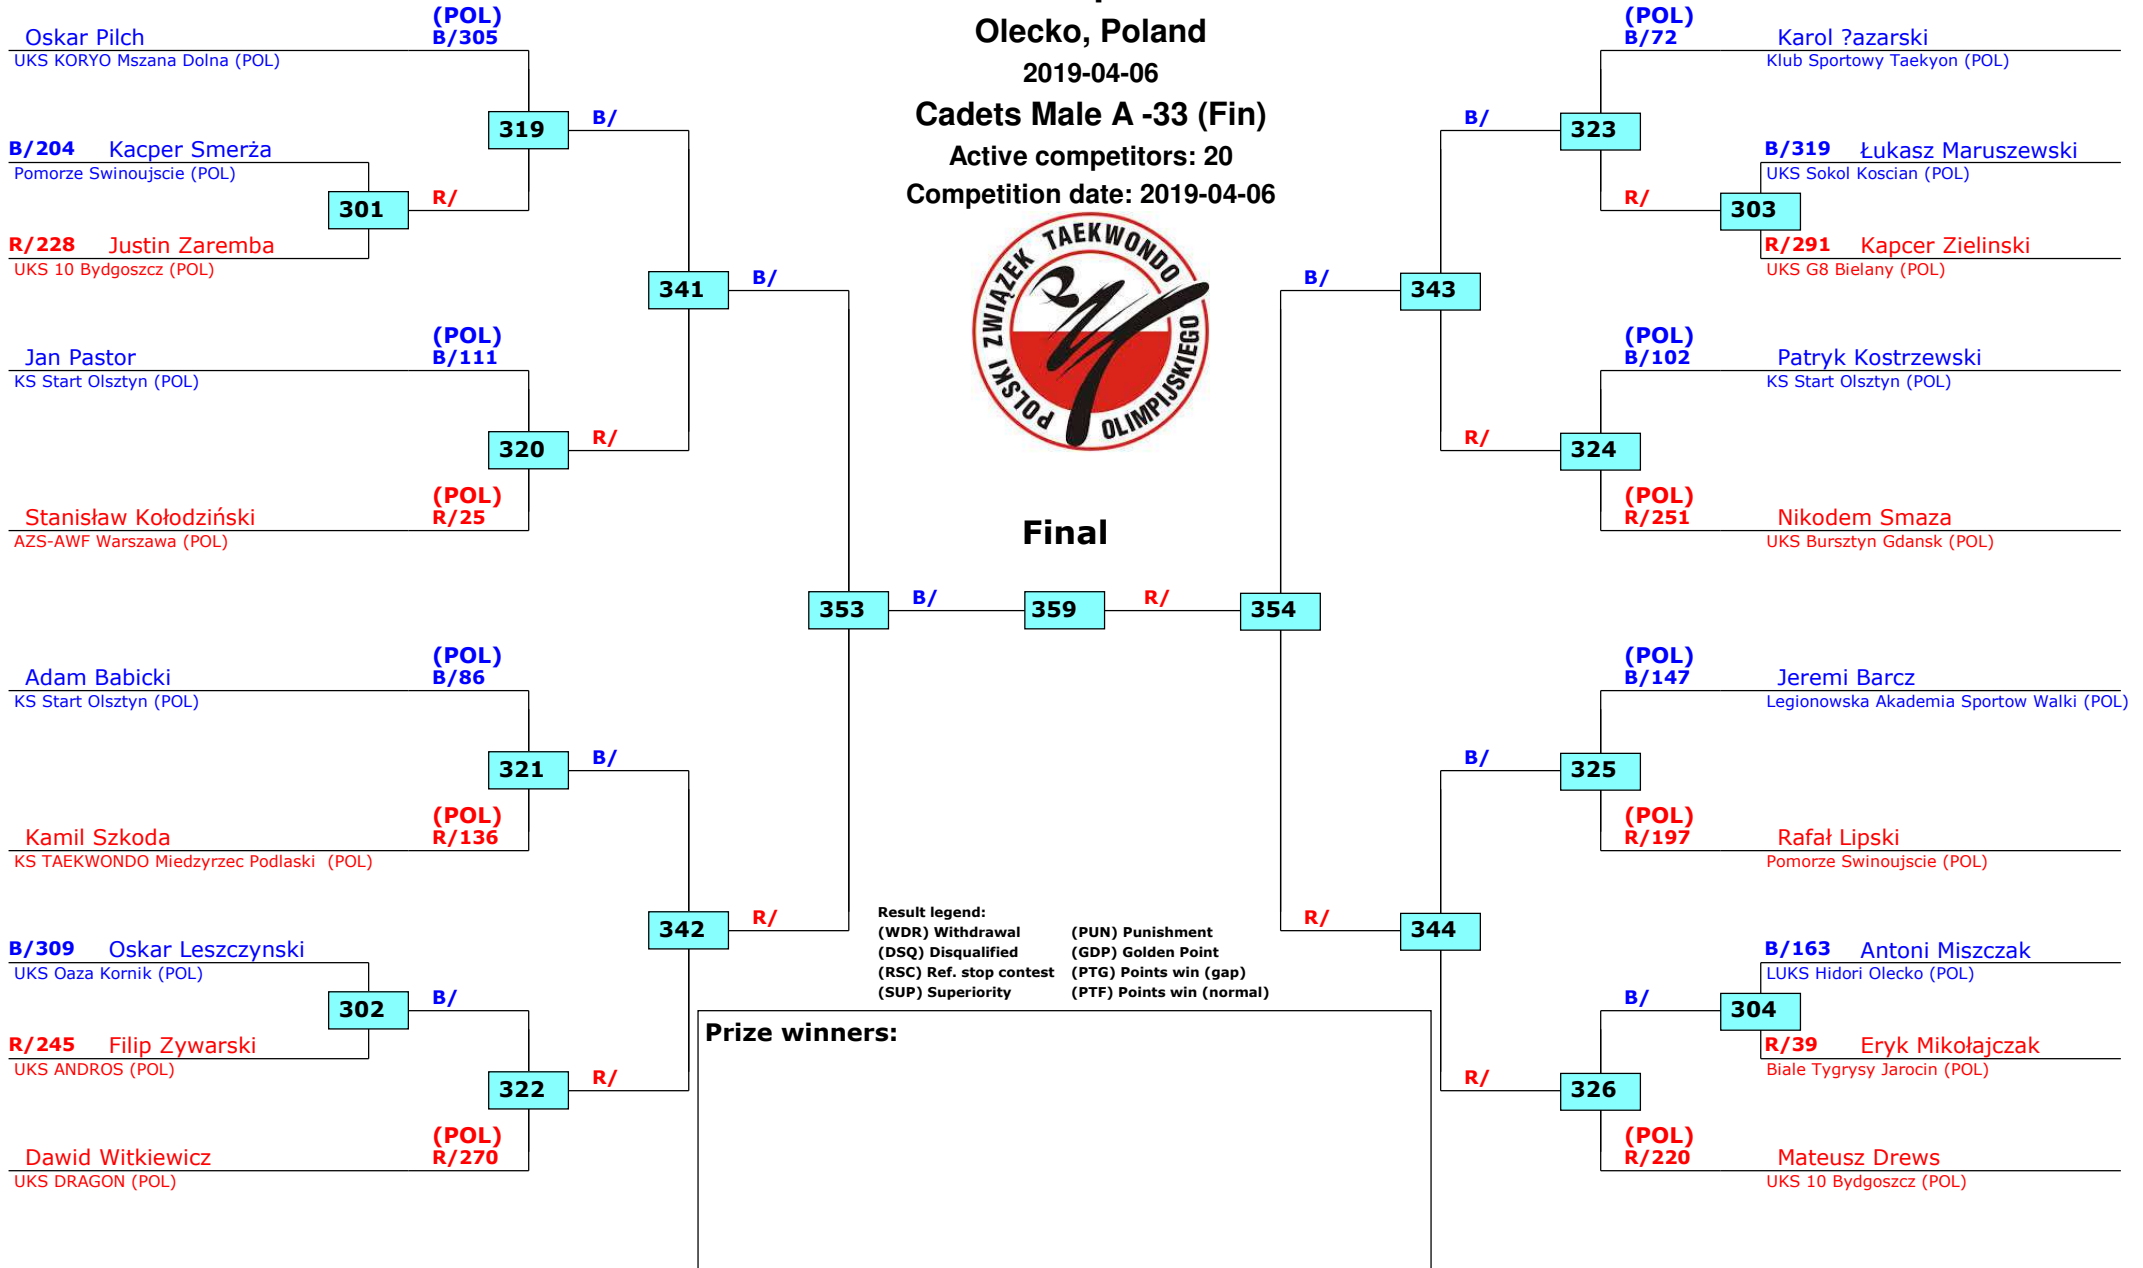 Olecko, Poland
2019-04-06
Cadets Male A -33 (Fin)
Active competitors: 20
Competition date: 2019-04-06
POLSKI ZWIĄZEK TAEKWONDO OLIMPIJSKIEGO
Oskar Pilch
(POL)
B/305
UKS KORYO Mszana Dolna (POL)
319
B/
B/204 Kacper Smerża
Pomorze Swinoujscie (POL)
301
R/
R/228 Justin Zaremba
UKS 10 Bydgoszcz (POL)
341
B/
Jan Pastor
(POL)
B/111
KS Start Olsztyn (POL)
320
R/
Stanisław Kołodziński
(POL)
R/25
AZS-AWF Warszawa (POL)
353
B/
Adam Babicki
(POL)
B/86
KS Start Olsztyn (POL)
321
B/
Kamil Szkoda
(POL)
R/136
KS TAEKWONDO Miedzyrzec Podlaski (POL)
342
R/
B/309 Oskar Leszczynski
UKS Oaza Kornik (POL)
302
B/
R/245 Filip Zywarski
UKS ANDROS (POL)
322
R/
Dawid Witkiewicz
(POL)
R/270
UKS DRAGON (POL)
Final
359
R/
354
(POL)
B/72
Karol ?azarski
Klub Sportowy Taekyon (POL)
B/
323
B/319 Łukasz Maruszewski
UKS Sokol Koscian (POL)
R/
303
R/291 Kapcer Zielinski
UKS G8 Bielany (POL)
B/
343
(POL)
B/102
Patryk Kostrzewski
KS Start Olsztyn (POL)
R/
324
(POL)
R/251
Nikodem Smaza
UKS Bursztyn Gdansk (POL)
(POL)
B/147
Jeremi Barcz
Legionowska Akademia Sportow Walki (POL)
B/
325
(POL)
R/197
Rafał Lipski
Pomorze Swinoujscie (POL)
R/
344
B/163 Antoni Miszczak
LUKS Hidori Olecko (POL)
B/
304
R/39 Eryk Mikołajczak
Biale Tygrysy Jarocin (POL)
R/
326
(POL)
R/220
Mateusz Drews
UKS 10 Bydgoszcz (POL)
Result legend:
(WDR) Withdrawal (PUN) Punishment
(DSQ) Disqualified (GDP) Golden Point
(RSC) Ref. stop contest (PTG) Points win (gap)
(SUP) Superiority (PTF) Points win (normal)
Prize winners: